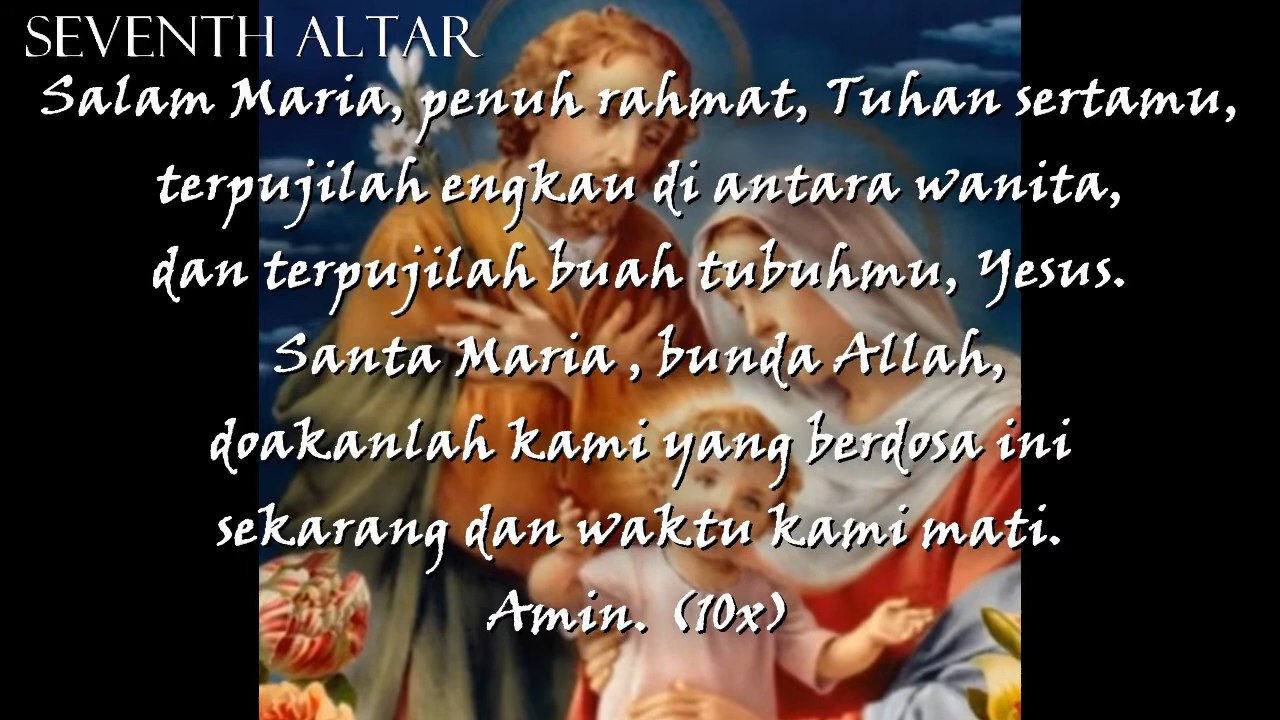 SEVENTH ALTAR
Salam Maria, penuh rahmat, Tuhan sertamu,
terpujilah engkau di antara wanita,
dan terpujilah buah tubuhmu, Yesus.
Santa Maria , bunda Allah,
doakanlah kami yang berdosa ini
sekarang dan waktu kami mati.
Amin. (10x)